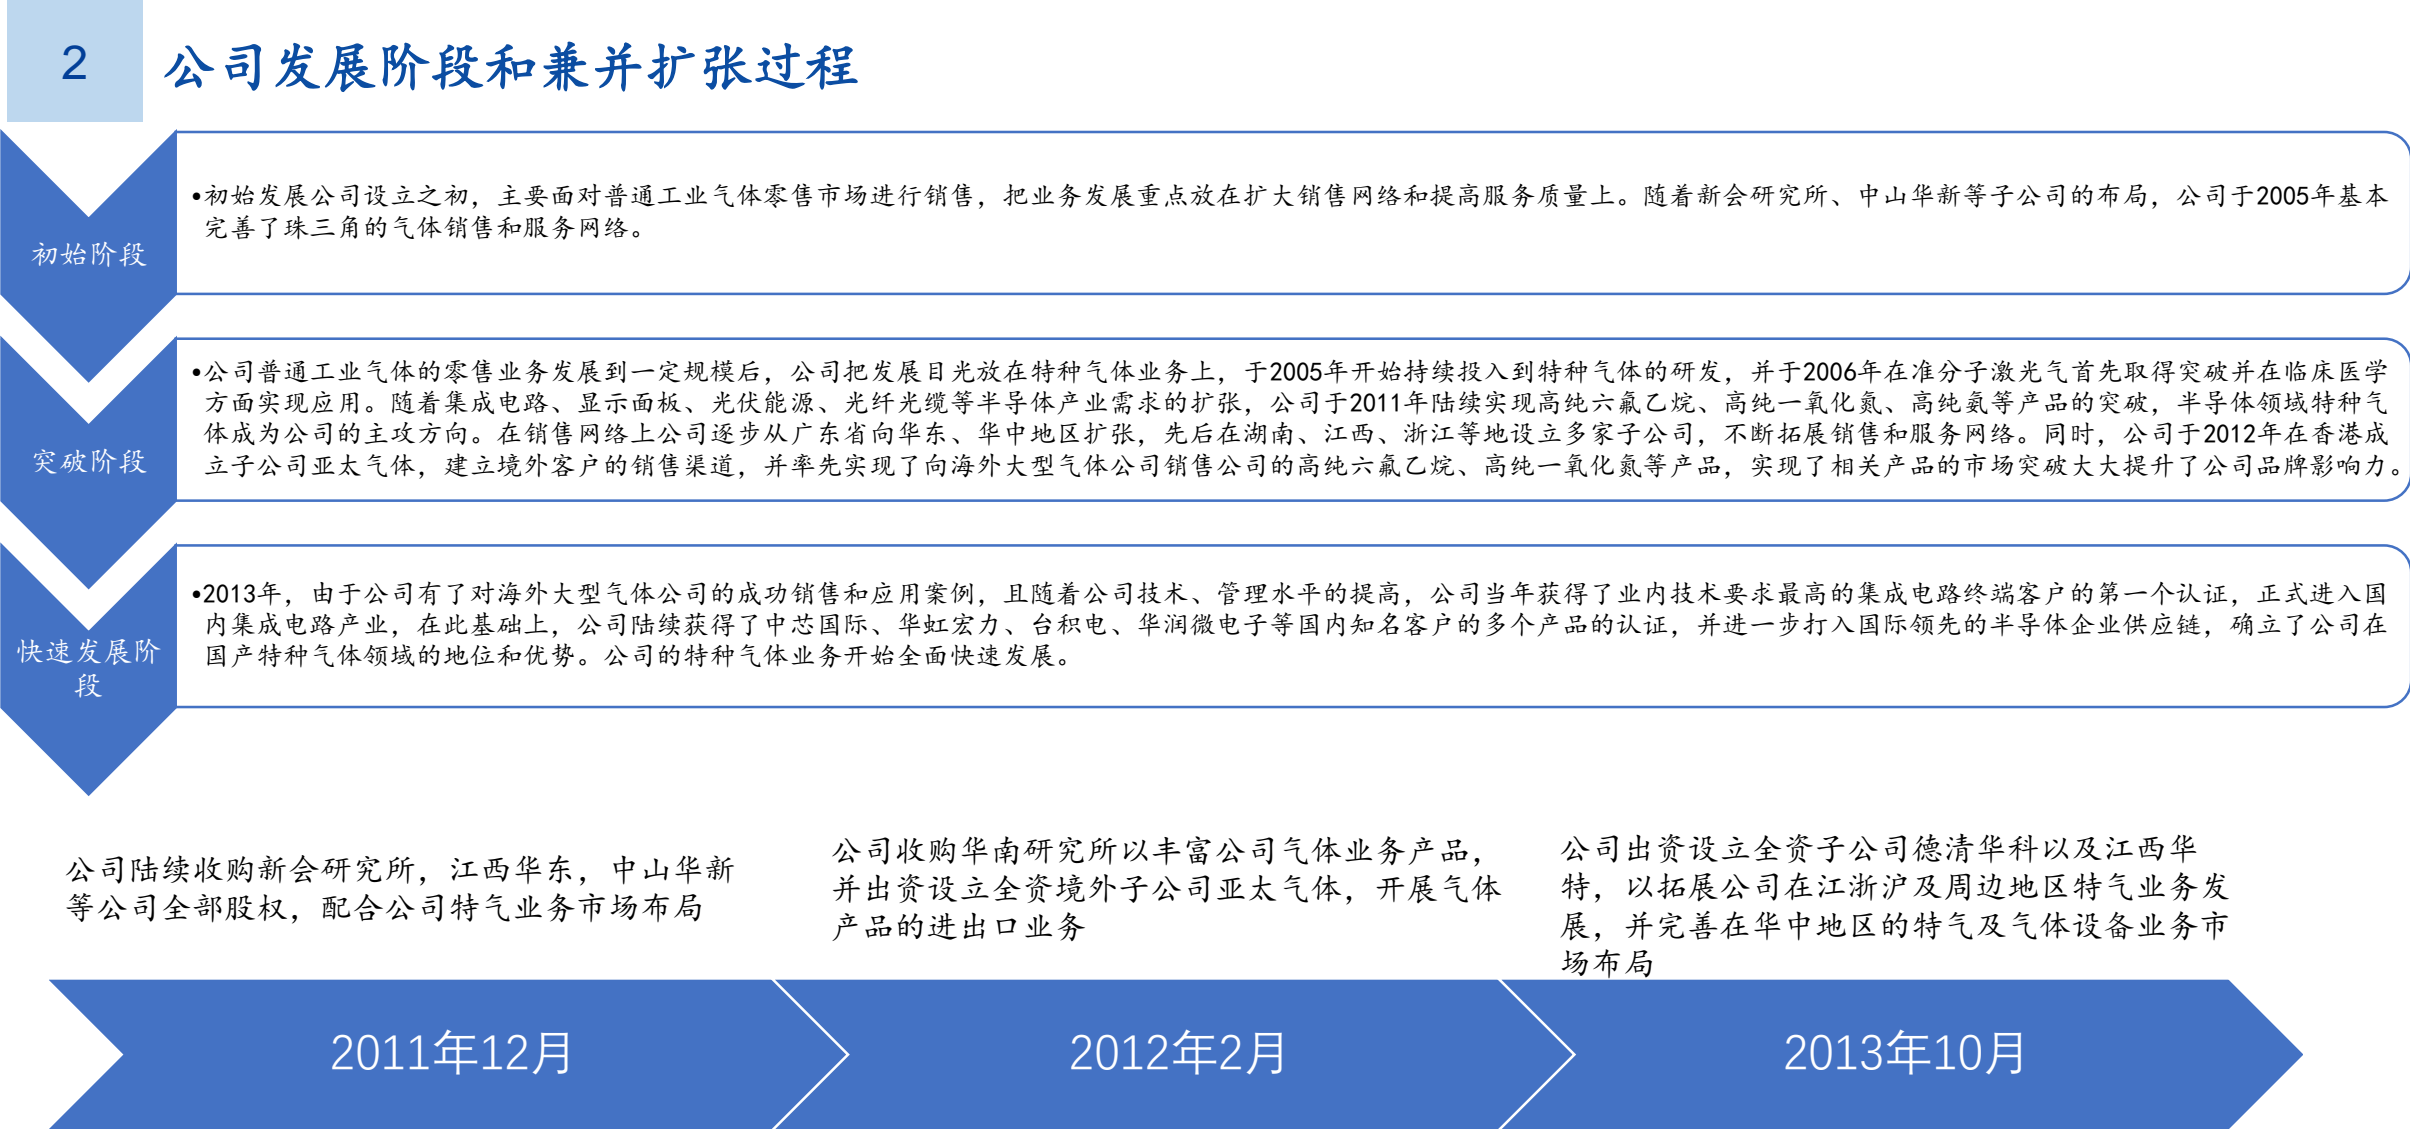 2
公司发展阶段和兼并扩张过程
初始阶段
•初始发展公司设立之初，主要面对普通工业气体零售市场进行销售，把业务发展重点放在扩大销售网络和提高服务质量上。随着新会研究所、中山华新等子公司的布局，公司于2005年基本
完善了珠三角的气体销售和服务网络。
突破阶段
•公司普通工业气体的零售业务发展到一定规模后，公司把发展目光放在特种气体业务上，于2005年开始持续投入到特种气体的研发，并于2006年在准分子激光气首先取得突破并在临床医学
方面实现应用。随着集成电路、显示面板、光伏能源、光纤光缆等半导体产业需求的扩张，公司于2011年陆续实现高纯六氟乙烷、高纯一氧化氮、高纯氨等产品的突破，半导体领域特种气
体成为公司的主攻方向。在销售网络上公司逐步从广东省向华东、华中地区扩张，先后在湖南、江西、浙江等地设立多家子公司，不断拓展销售和服务网络。同时，公司于2012年在香港成
立子公司亚太气体，建立境外客户的销售渠道，并率先实现了向海外大型气体公司销售公司的高纯六氟乙烷、高纯一氧化氮等产品，实现了相关产品的市场突破大大提升了公司品牌影响力。
快速发展阶
段
•2013年，由于公司有了对海外大型气体公司的成功销售和应用案例，且随着公司技术、管理水平的提高，公司当年获得了业内技术要求最高的集成电路终端客户的第一个认证，正式进入国
内集成电路产业，在此基础上，公司陆续获得了中芯国际、华虹宏力、台积电、华润微电子等国内知名客户的多个产品的认证，并进一步打入国际领先的半导体企业供应链，确立了公司在
国产特种气体领域的地位和优势。公司的特种气体业务开始全面快速发展。
公司陆续收购新会研究所，江西华东，中山华新
等公司全部股权，配合公司特气业务市场布局
公司收购华南研究所以丰富公司气体业务产品，
并出资设立全资境外子公司亚太气体，开展气体
产品的进出口业务
公司出资设立全资子公司德清华科以及江西华
特，以拓展公司在江浙沪及周边地区特气业务发
展，并完善在华中地区的特气及气体设备业务市
场布局
2011年12月
2012年2月
2013年10月